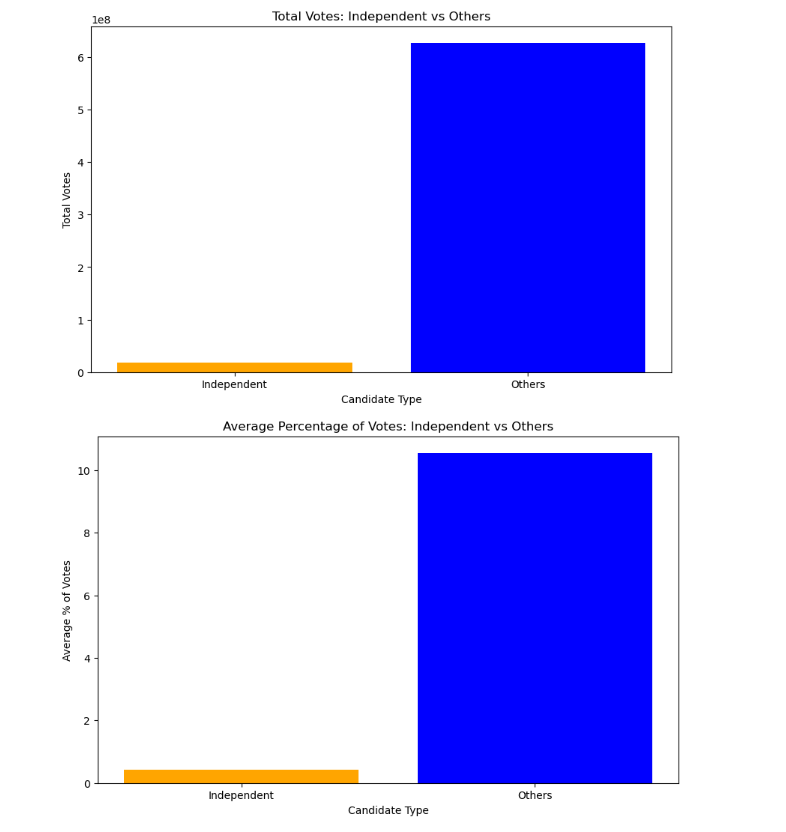 Total Votes: Independent vs Others
1e8
6
5
4
3
2
1
0
Total Votes
Independent Others
Candidate Type
Average Percentage of Votes: Independent vs Others
10
8
6
4
2
0
Average % of Votes
Independent Others
Candidate Type